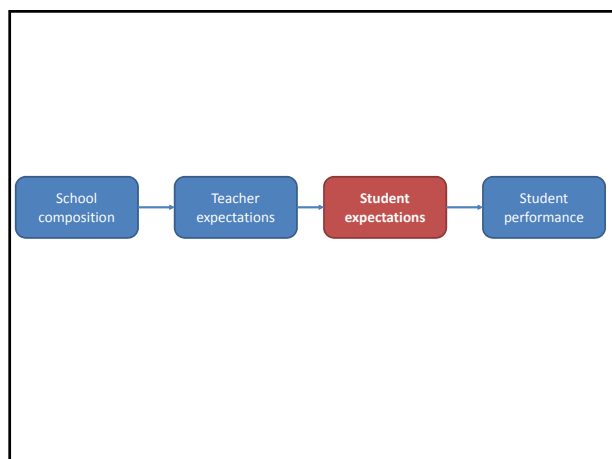 School
composition
Teacher
expectations
Student
expectations
Student
performance